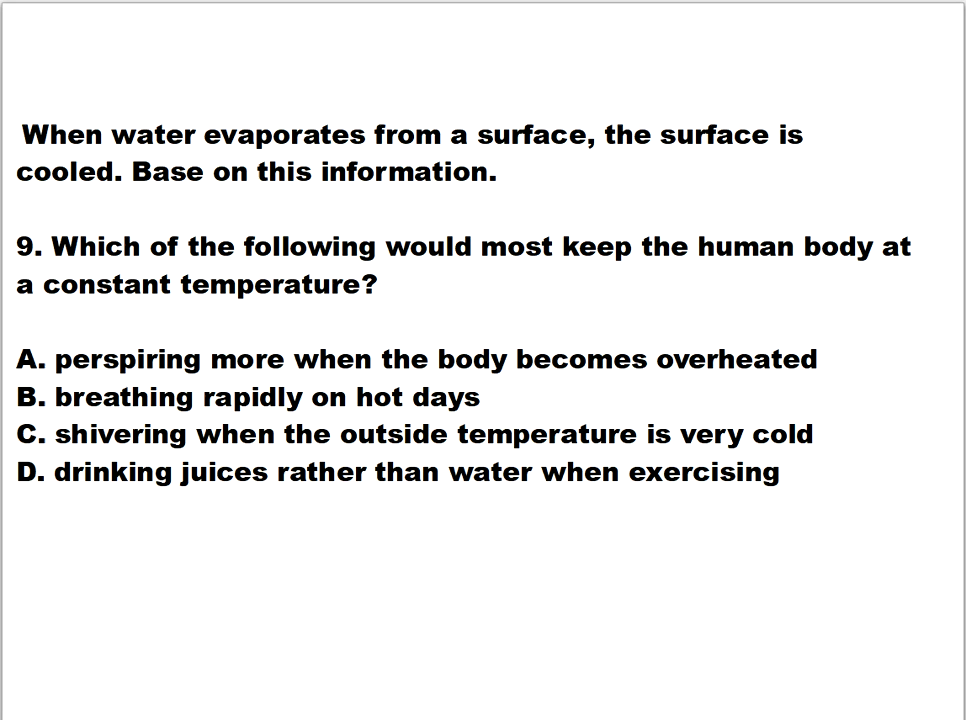 When water evaporates from a surface, the surface is
cooled. Base on this information.
9. Which of the following would most keep the human body at
a constant temperature?
A. perspiring more when the body becomes overheated
B. breathing rapidly on hot days
C. shivering when the outside temperature is very cold
D. drinking juices rather than water when exercising